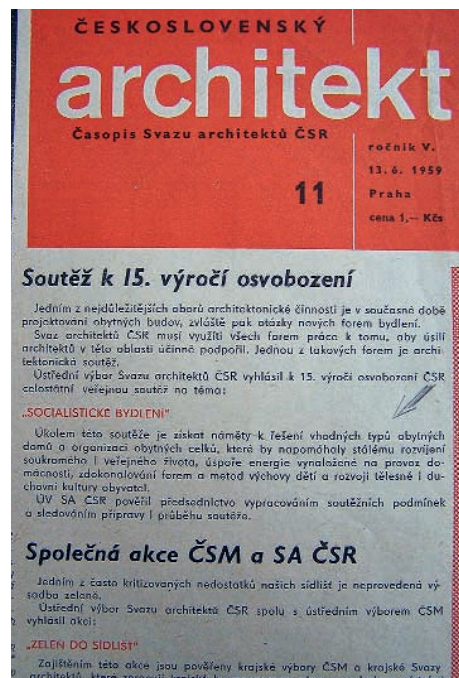 ČESKOSLOVENSKÝ
architekt
Časopis Svazu architektů ČSR
ročník V.
13. 6. 1959
11
Praha
cena 1,— Kčs
Soutěž k 15. výročí osvobození
Jedním z nejdůležitějších oborů architektonické činnosti je v současné době
projektování obytných budov, zvláště pak otázky nových forem bydlení.
Svaz architektů ČSR musí využíti všech forem práce k tomu, aby úsilí
architektů v této oblasti účinně podpořil. Jednou z takových forem je archi-
tektonická soutěž.
Ústřední výbor Svazu architektů ČSR vyhlásil k 15. výročí osvobození ČSR
celostátní veřejnou soutěž na téma:
„SOCIALISTICKÉ BYDLENÍ"
Úkolem této soutěže je získat náměty k řešení vhodných typů obytných
domů a organizaci obytných celků, které by napomáhaly stálému rozvíjení
soukromého i veřejného života, úspoře energie vynaložené na provoz do-
mácností, zdokonalování forem a metod výchovy dětí a rozvoji tělesné i du-
chovní kultury obyvatel.
ÚV SA ČSR pověřil předsednictvo vypracováním soutěžních podmínek
a sledováním přípravy i průběhu soutěže.
Společná akce ČSM a SA ČSR
Jedním z často kritizovaných nedostatků našich sídlišť je neprovedená vý-
sadba zeleně.
Ústřední výbor Svazu architektů ČSR spolu s ústředním výborem ČSM
vyhlásil akci:
„ZELEŇ DO SÍDLIŠŤ"
Zajištěním této akce jsou pověřeny krajské výbory ČSM a krajské Svazy
architektů, které